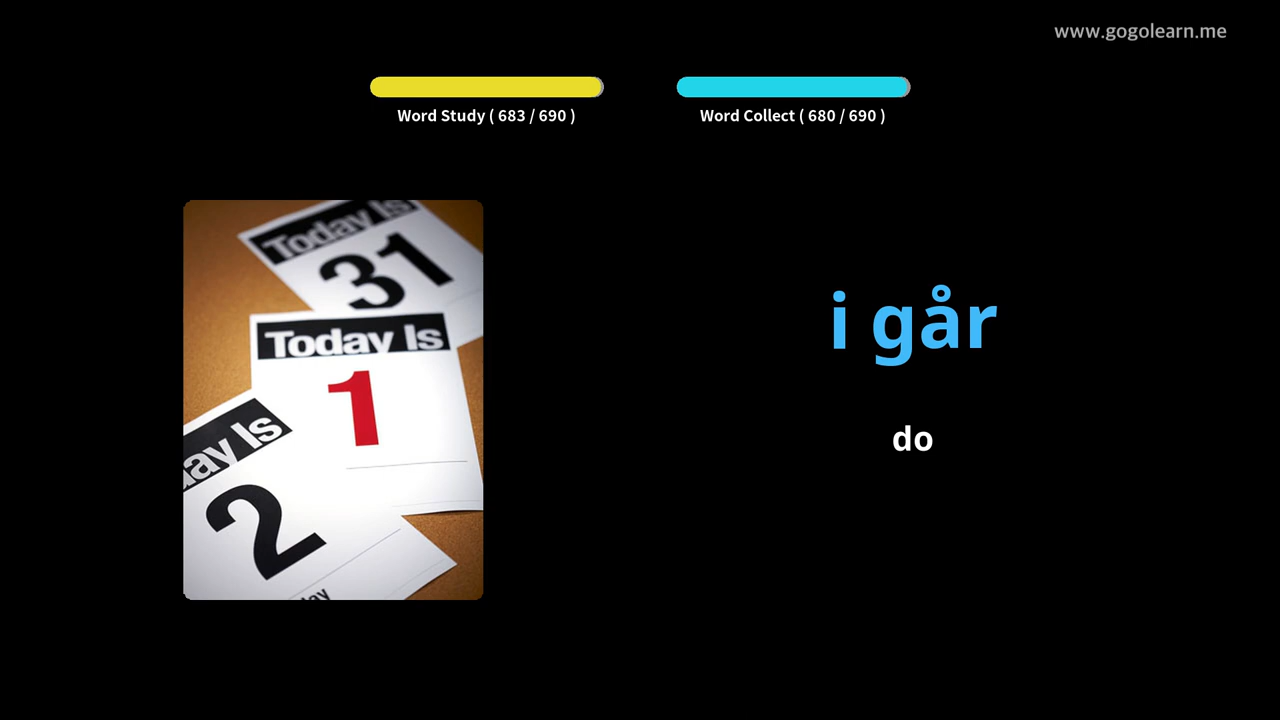 www.gogolearn.me
Word Study ( 683 / 690 )
Word Collect ( 680 / 690 )
Today Is
31
Today Is
1
ay Is
2
i går
do